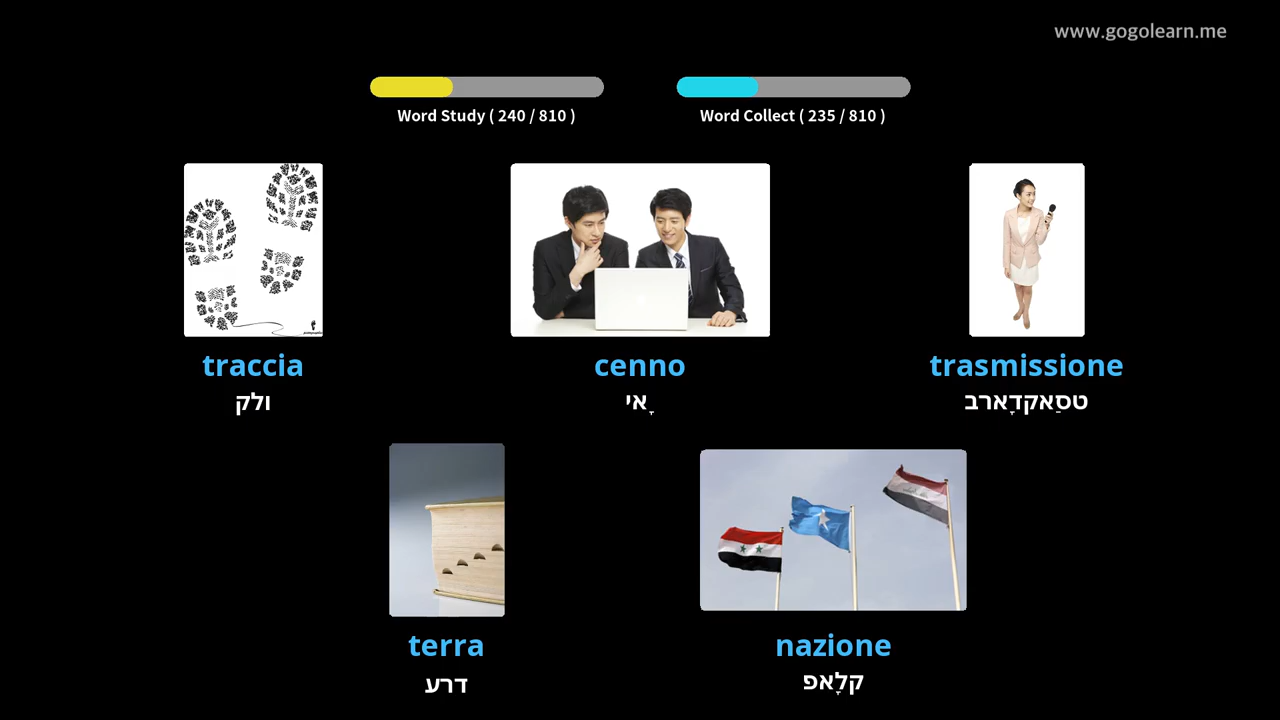 www.gogolearn.me
Word Study ( 240 / 810 )
Word Collect ( 235 / 810 )
traccia
ולק
cenno
ָאי
trasmissione
טסַאקדָארב
terra
דרע
nazione
קלָאפ